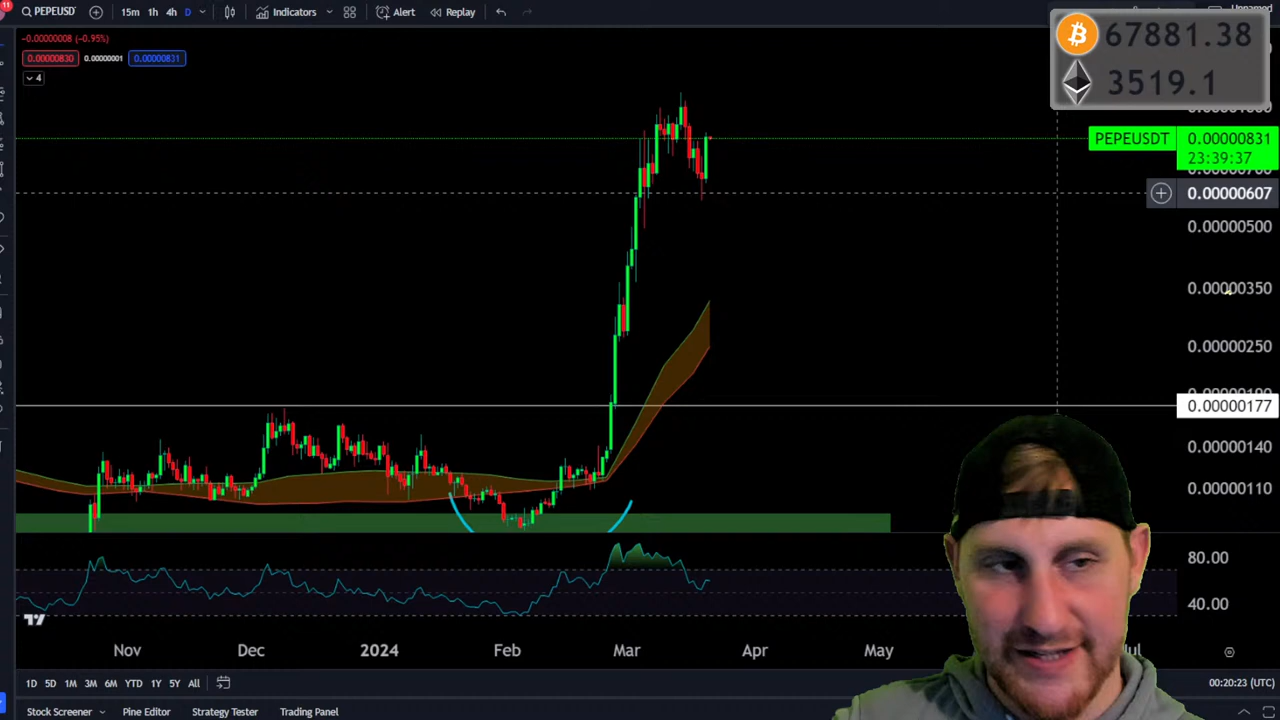 11
PEPEUSD
15m 1h 4h D
Indicators
Alert
Replay
-0.00000008 (-0.95%)
0.00000830 0.00000001 0.00000831
4
67881.38
3519.1
PEPEUSDT 0.00000831
23:39:37
0.00000607
0.00000500
0.00000350
0.00000250
0.00000177
0.00000140
0.00000110
80.00
40.00
Nov Dec 2024 Feb Mar Apr May
1D 5D 1M 3M 6M YTD 1Y 5Y All
00:20:23 (UTC)
Stock Screener Pine Editor Strategy Tester Trading Panel